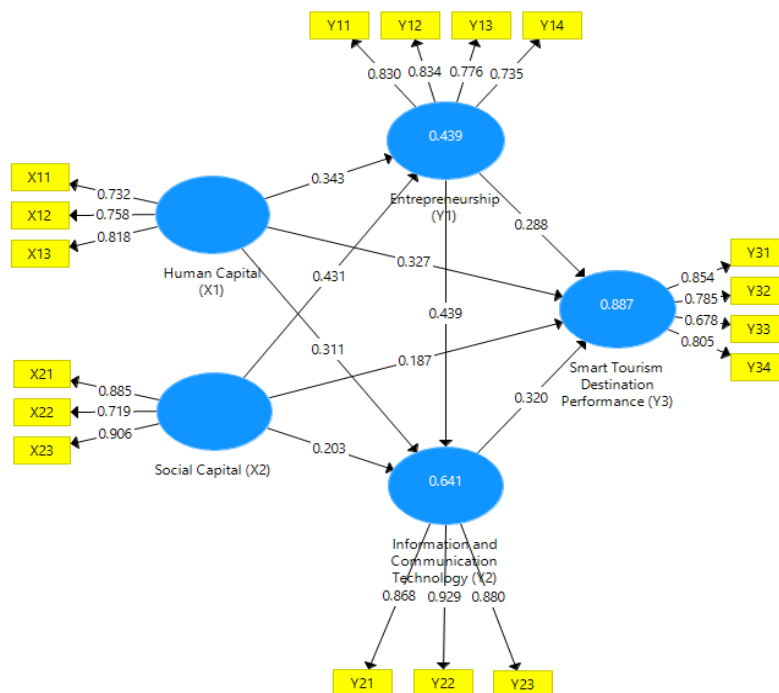 Y11
Y12
Y13
Y14
0.830
0.834
0.776
0.735
0.439
Entrepreneurship
(Y1)
X11
X12
X13
0.732
0.758
0.818
Human Capital
(X1)
0.343
0.431
0.327
0.311
0.439
0.288
0.187
0.203
0.320
Y31
Y32
Y33
Y34
0.854
0.785
0.678
0.805
0.887
Smart Tourism
Destination
Performance (Y3)
X21
X22
X23
0.885
0.719
0.906
Social Capital (X2)
0.641
Information and
Communication
Technology (Y2)
0.868
0.929
0.880
Y21
Y22
Y23